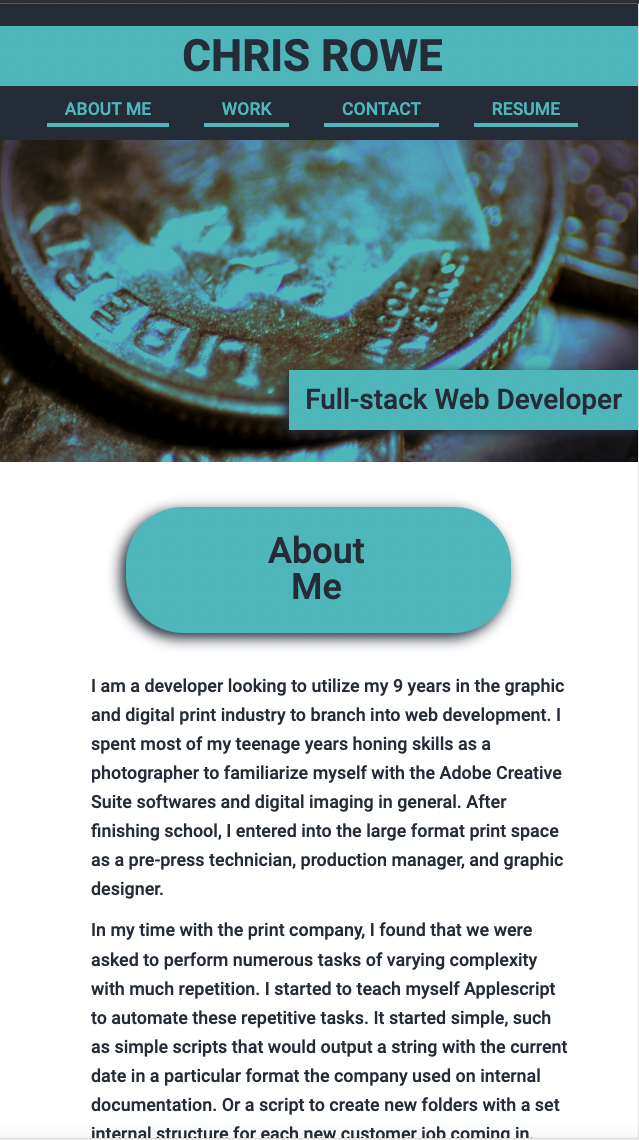 CHRIS ROWE
ABOUT ME WORK CONTACT RESUME
LIBERTY
IN GOD
Full-stack Web Developer
About
Me
I am a developer looking to utilize my 9 years in the graphic
and digital print industry to branch into web development. I
spent most of my teenage years honing skills as a
photographer to familiarize myself with the Adobe Creative
Suite softwares and digital imaging in general. After
finishing school, I entered into the large format print space
as a pre-press technician, production manager, and graphic
designer.
In my time with the print company, I found that we were
asked to perform numerous tasks of varying complexity
with much repetition. I started to teach myself Applescript
to automate these repetitive tasks. It started simple, such
as simple scripts that would output a string with the current
date in a particular format the company used on internal
documentation. Or a script to create new folders with a set
internal structure for each new customer job coming in.